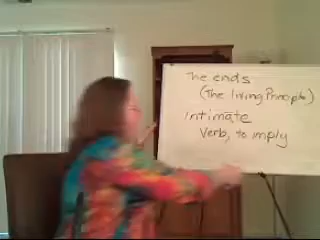 The ends
(The living Principle)
intimate
Verb, to imply